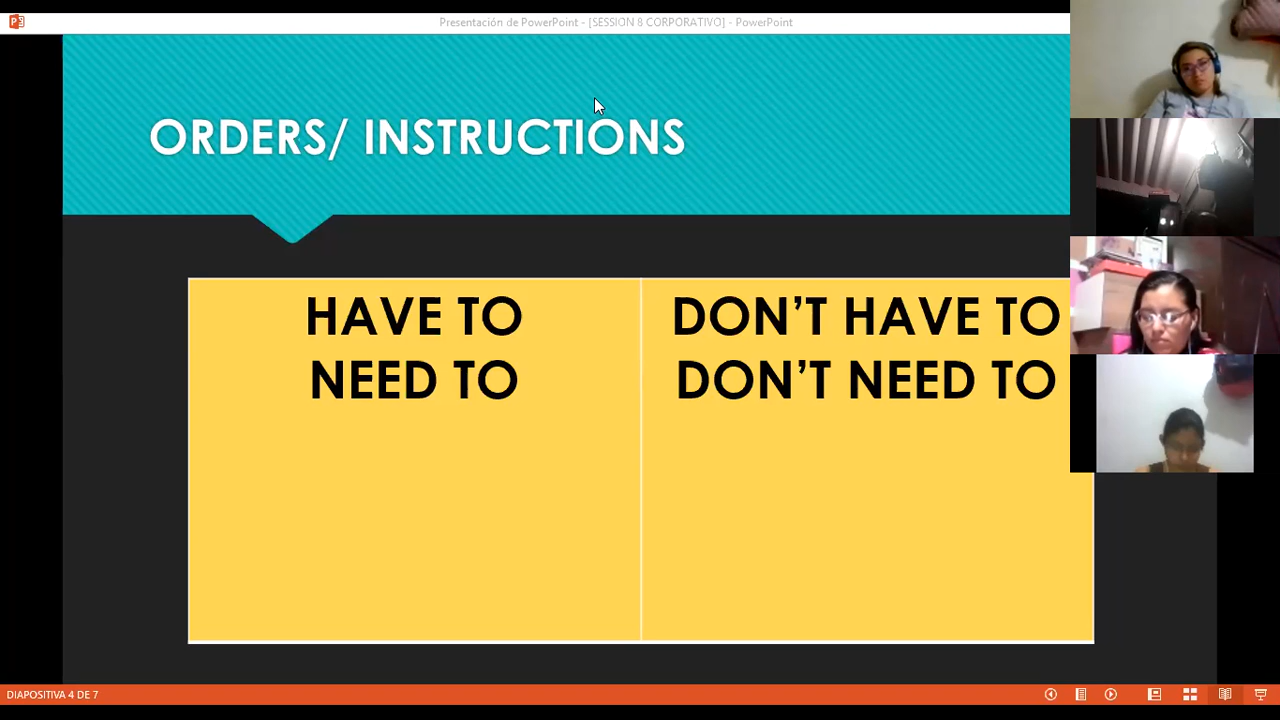 Presentación de PowerPoint - [SESSION 8 CORPORATIVO] - PowerPoint
ORDERS/ INSTRUCTIONS
HAVE TO
NEED TO
DON'T HAVE TO
DON'T NEED TO
DIAPOSITIVA 4 DE 7